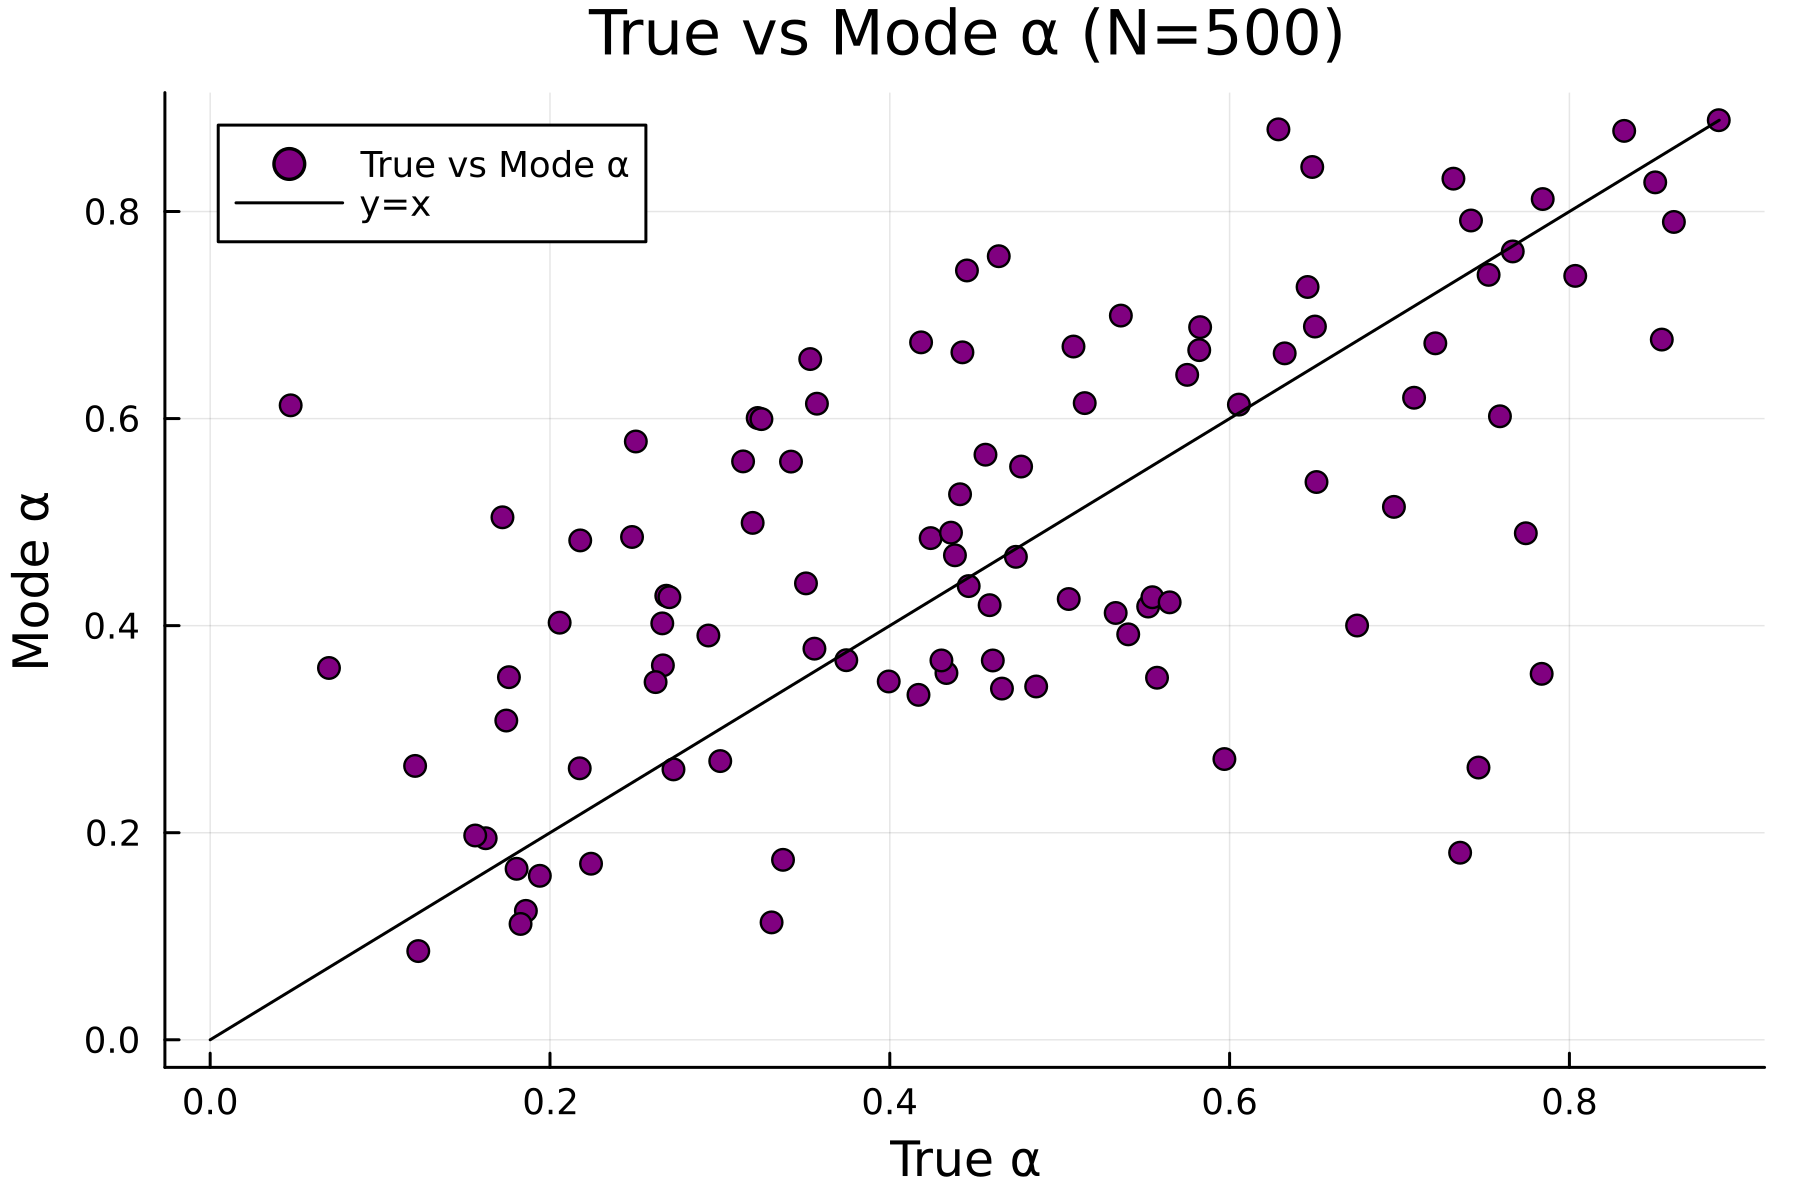 True vs Mode α (N=500)
True vs Mode α
y=x
Mode α
0.8
0.6
0.4
0.2
0.0
0.0 0.2 0.4 0.6 0.8
True α